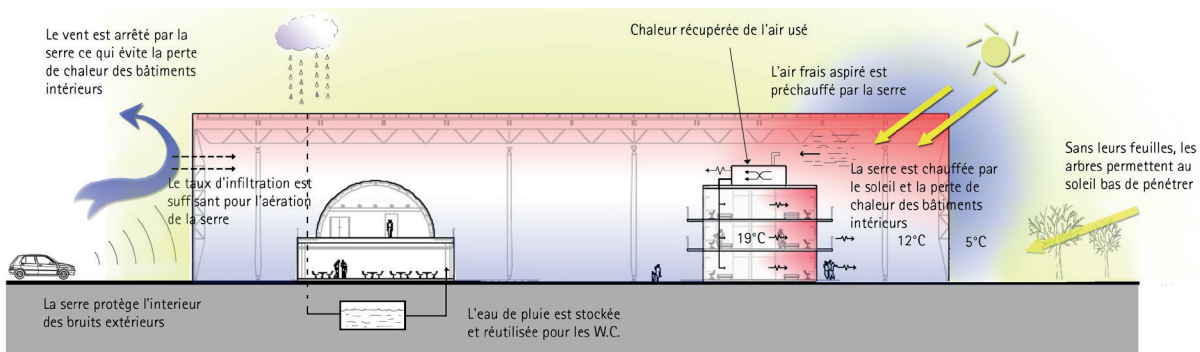 Le vent est arrêté par la
serre ce qui évite la perte
de chaleur des bâtiments
intérieurs
Chaleur récupérée de l'air usé
L'air frais aspiré est
préchauffé par la serre
Sans leurs feuilles, les
arbres permettent au
soleil bas de pénétrer
Le taux d'infiltration est
suffisant pour l'aération
de la serre
La serre est chauffée par
le soleil et la perte de
chaleur des bâtiments
intérieurs
19°C
12°C
5°C
La serre protège l'interieur
des bruits extérieurs
L'eau de pluie est stockée
et réutilisée pour les W.C.